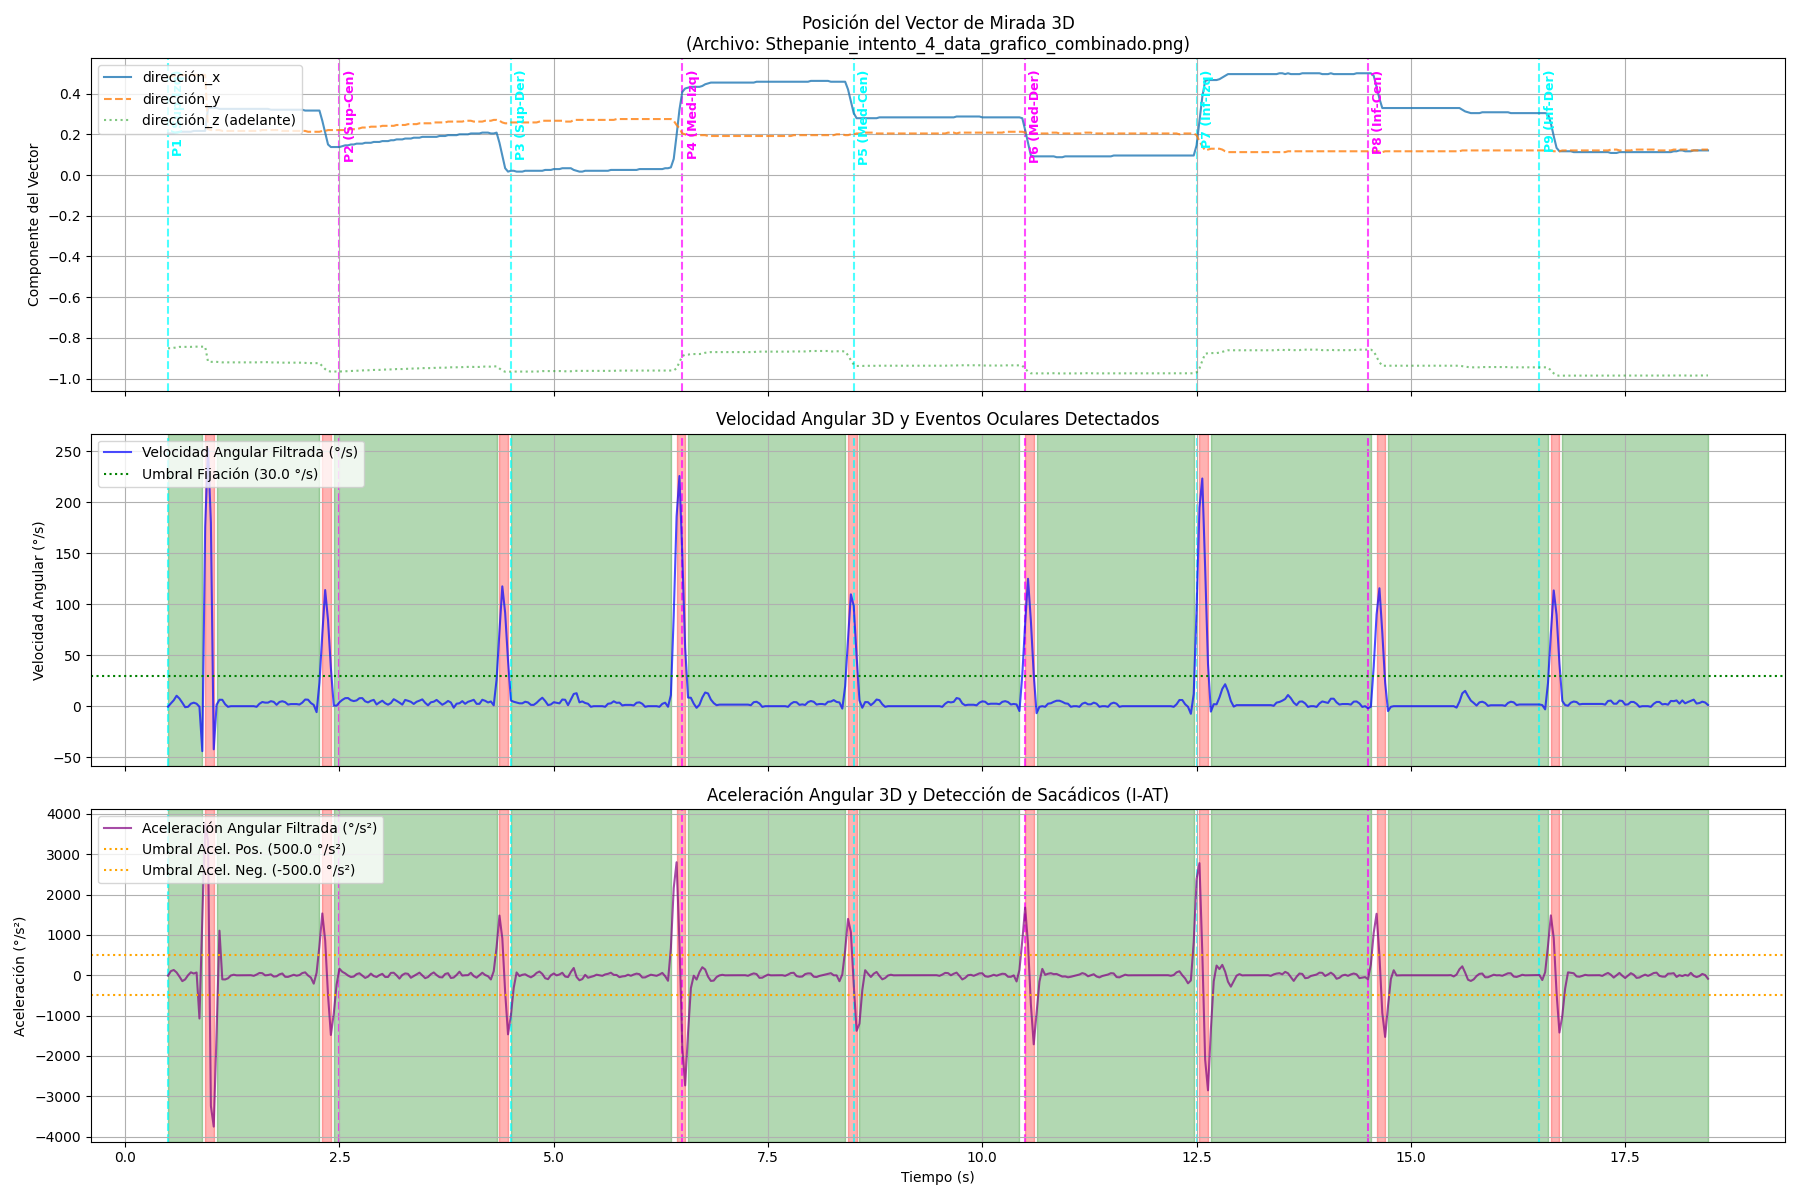 Posición del Vector de Mirada 3D
(Archivo: Sthepanie_intento_4_data_grafico_combinado.png)
dirección_x
dirección_y
dirección_z (adelante)
P1
P2 (Sup-Cen)
P3 (Sup-Der)
P4 (Med-Izq)
P5 (Med-Cen)
P6 (Med-Der)
P7 (Inf-Izq)
P8 (Inf-Cen)
P9 (Inf-Der)
Componente del Vector
0.4
0.2
0.0
−0.2
−0.4
−0.6
−0.8
−1.0
Velocidad Angular 3D y Eventos Oculares Detectados
Velocidad Angular Filtrada (°/s)
Umbral Fijación (30.0 °/s)
Velocidad Angular (°/s)
250
200
150
100
50
0
−50
Aceleración Angular 3D y Detección de Sacádicos (I-AT)
Aceleración Angular Filtrada (°/s²)
Umbral Acel. Pos. (500.0 °/s²)
Umbral Acel. Neg. (-500.0 °/s²)
Aceleración (°/s²)
4000
3000
2000
1000
0
−1000
−2000
−3000
−4000
0.0 2.5 5.0 7.5 10.0 12.5 15.0 17.5
Tiempo (s)